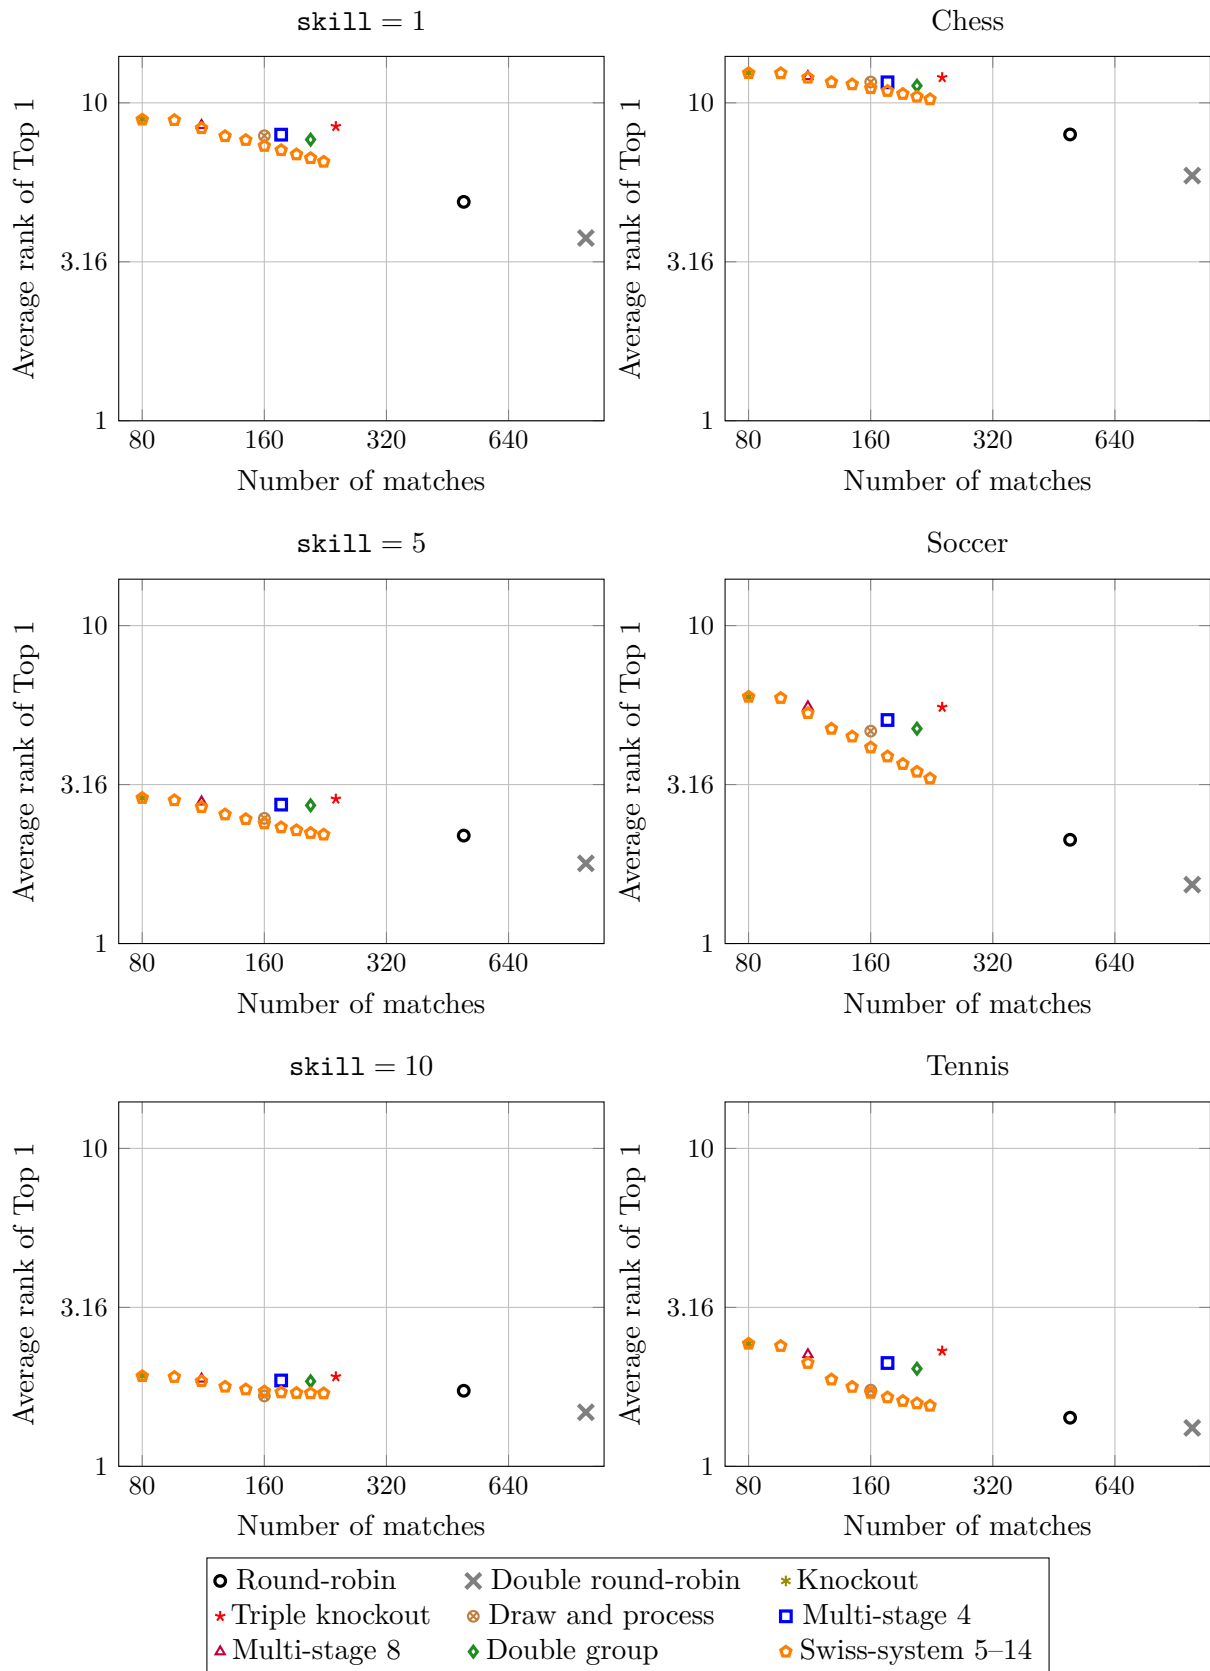 skill = 1
Average rank of Top 1
10
3.16
1
80 160 320 640
Number of matches
Chess
Average rank of Top 1
10
3.16
1
80 160 320 640
Number of matches
skill = 5
Average rank of Top 1
10
3.16
1
80 160 320 640
Number of matches
Soccer
Average rank of Top 1
10
3.16
1
80 160 320 640
Number of matches
skill = 10
Average rank of Top 1
10
3.16
1
80 160 320 640
Number of matches
Tennis
Average rank of Top 1
10
3.16
1
80 160 320 640
Number of matches
Round-robin Double round-robin Knockout
Triple knockout Draw and process Multi-stage 4
Multi-stage 8 Double group Swiss-system 5–14